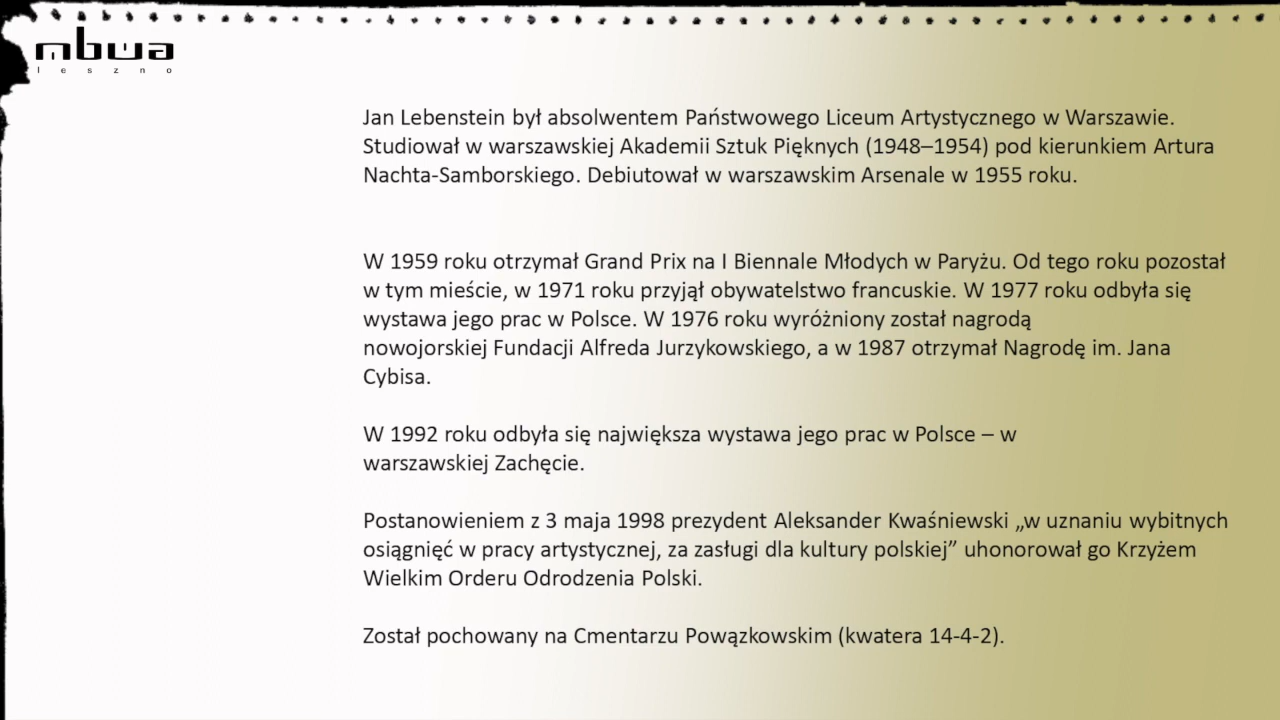 mbwa
leszno
Jan Lebenstein był absolwentem Państwowego Liceum Artystycznego w Warszawie.
Studiował w warszawskiej Akademii Sztuk Pięknych (1948–1954) pod kierunkiem Artura
Nachta-Samborskiego. Debiutował w warszawskim Arsenale w 1955 roku.
W 1959 roku otrzymał Grand Prix na I Biennale Młodych w Paryżu. Od tego roku pozostał
w tym mieście, w 1971 roku przyjął obywatelstwo francuskie. W 1977 roku odbyła się
wystawa jego prac w Polsce. W 1976 roku wyróżniony został nagrodą
nowojorskiej Fundacji Alfreda Jurzykowskiego, a w 1987 otrzymał Nagrodę im. Jana
Cybisa.
W 1992 roku odbyła się największa wystawa jego prac w Polsce – w
warszawskiej Zachęcie.
Postanowieniem z 3 maja 1998 prezydent Aleksander Kwaśniewski „w uznaniu wybitnych
osiągnięć w pracy artystycznej, za zasługi dla kultury polskiej” uhonorował go Krzyżem
Wielkim Orderu Odrodzenia Polski.
Został pochowany na Cmentarzu Powązkowskim (kwatera 14-4-2).